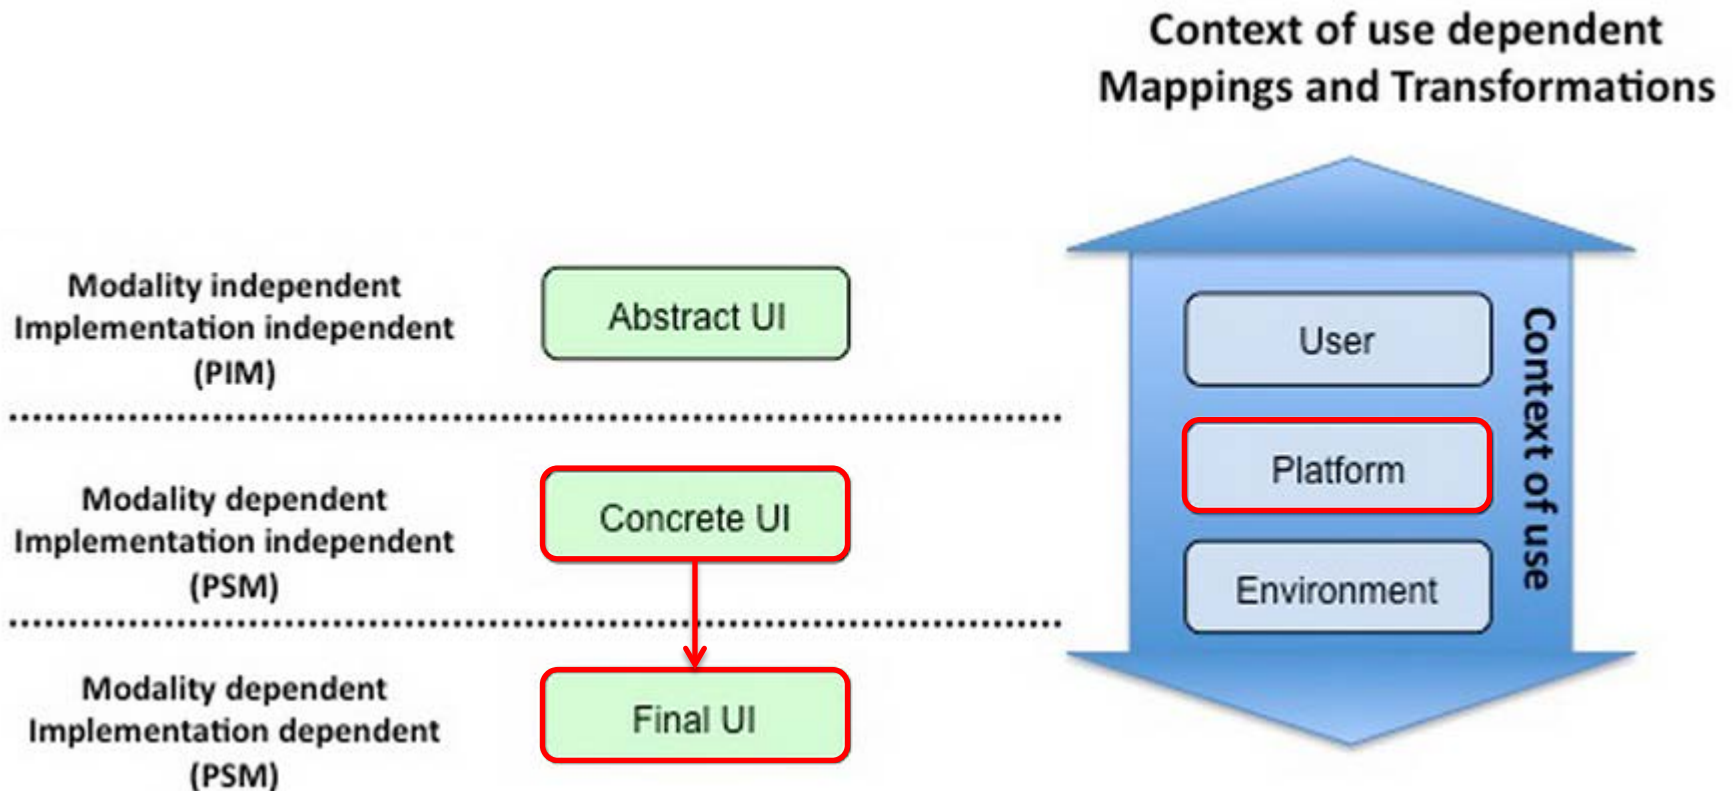 Context of use dependent
Mappings and Transformations
Modality independent
Implementation independent
(PIM)
Abstract UI
Modality dependent
Implementation independent
(PSM)
Concrete UI
Modality dependent
Implementation dependent
(PSM)
Final UI
User
Platform
Environment
Context of use